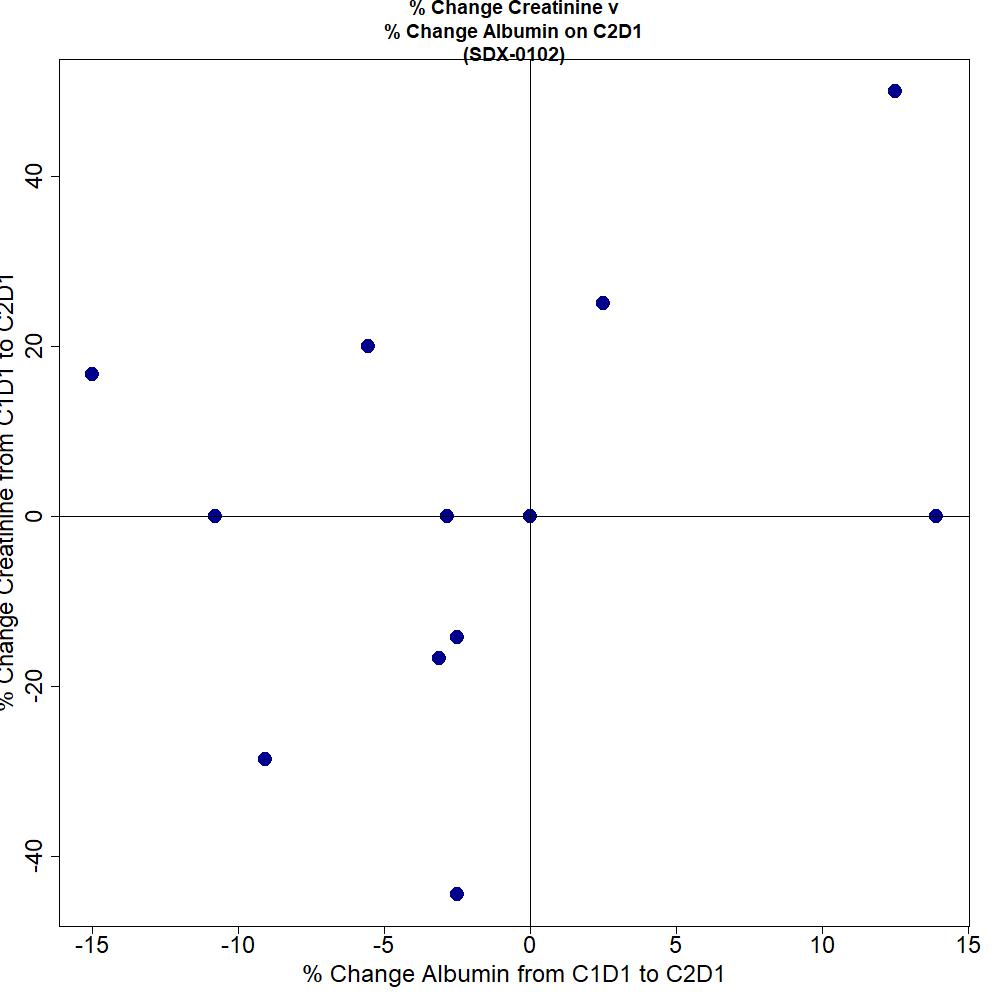 % Change Creatinine v
% Change Albumin on C2D1
(SDX-0102)
% Change Creatinine from C1D1 to C2D1
40
20
0
-20
-40
-15
-10
-5
0
5
10
15
% Change Albumin from C1D1 to C2D1